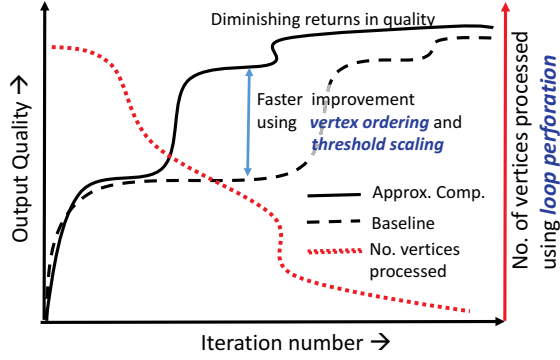 Diminishing returns in quality
Faster improvement
using vertex ordering and
threshold scaling
Approx. Comp.
Baseline
No. vertices
processed
Output Quality →
Iteration number →
No. of vertices processed
using loop perforation